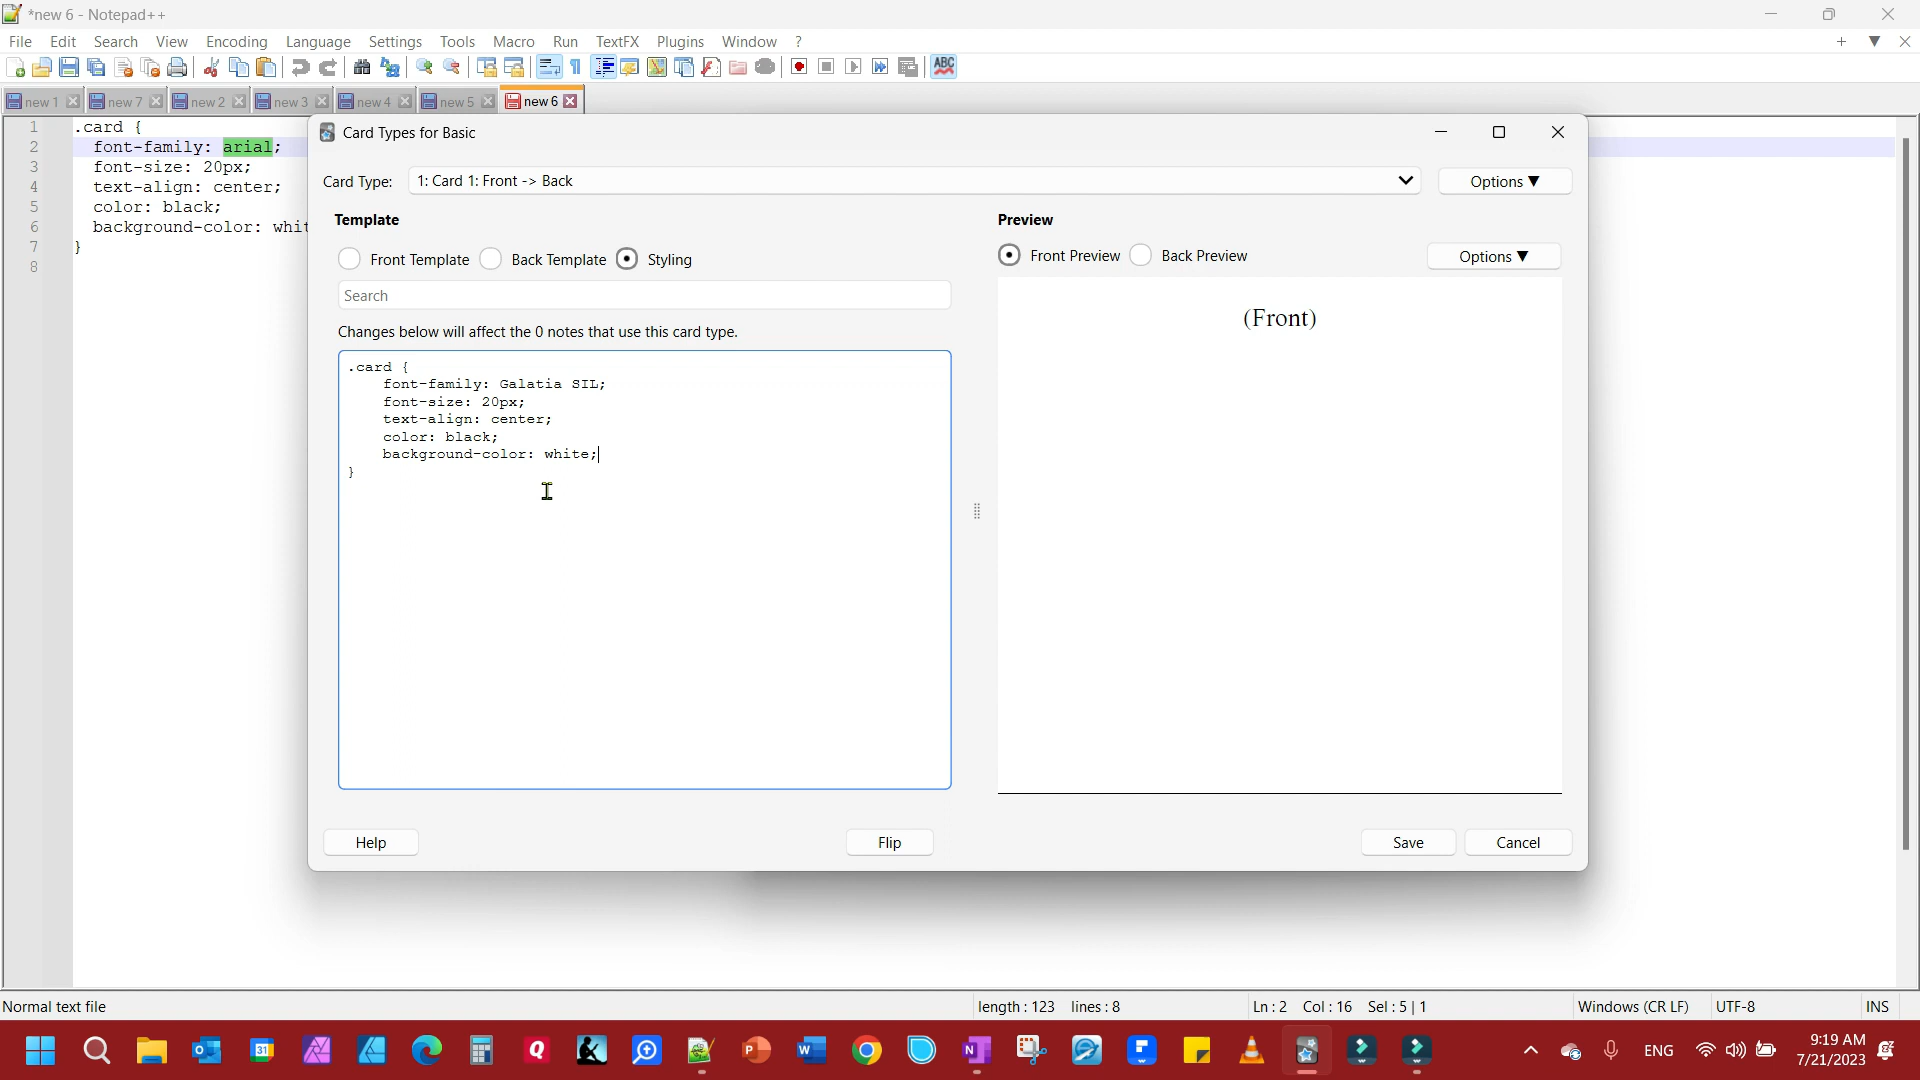 *new 6 - Notepad++
File Edit Search View Encoding Language Settings Tools Macro Run TextFX Plugins Window ?
new 1 new 7 new 2 new 3 new 4 new 5 new 6
1 .card {
2 font-family: arial;
3 font-size: 20px;
4 text-align: center;
5 color: black;
6 background-color: whit
7 }
8
Card Types for Basic
Card Type: 1: Card 1: Front -> Back Options ▼
Template
Front Template Back Template Styling
Search
Changes below will affect the 0 notes that use this card type.
.card {
font-family: Galatia SIL;
font-size: 20px;
text-align: center;
color: black;
background-color: white;
}
Preview
Front Preview Back Preview Options ▼
(Front)
Help Flip Save Cancel
Normal text file length : 123 lines : 8 Ln : 2 Col : 16 Sel : 5 | 1 Windows (CR LF) UTF-8 INS
ENG
9:19 AM
7/21/2023